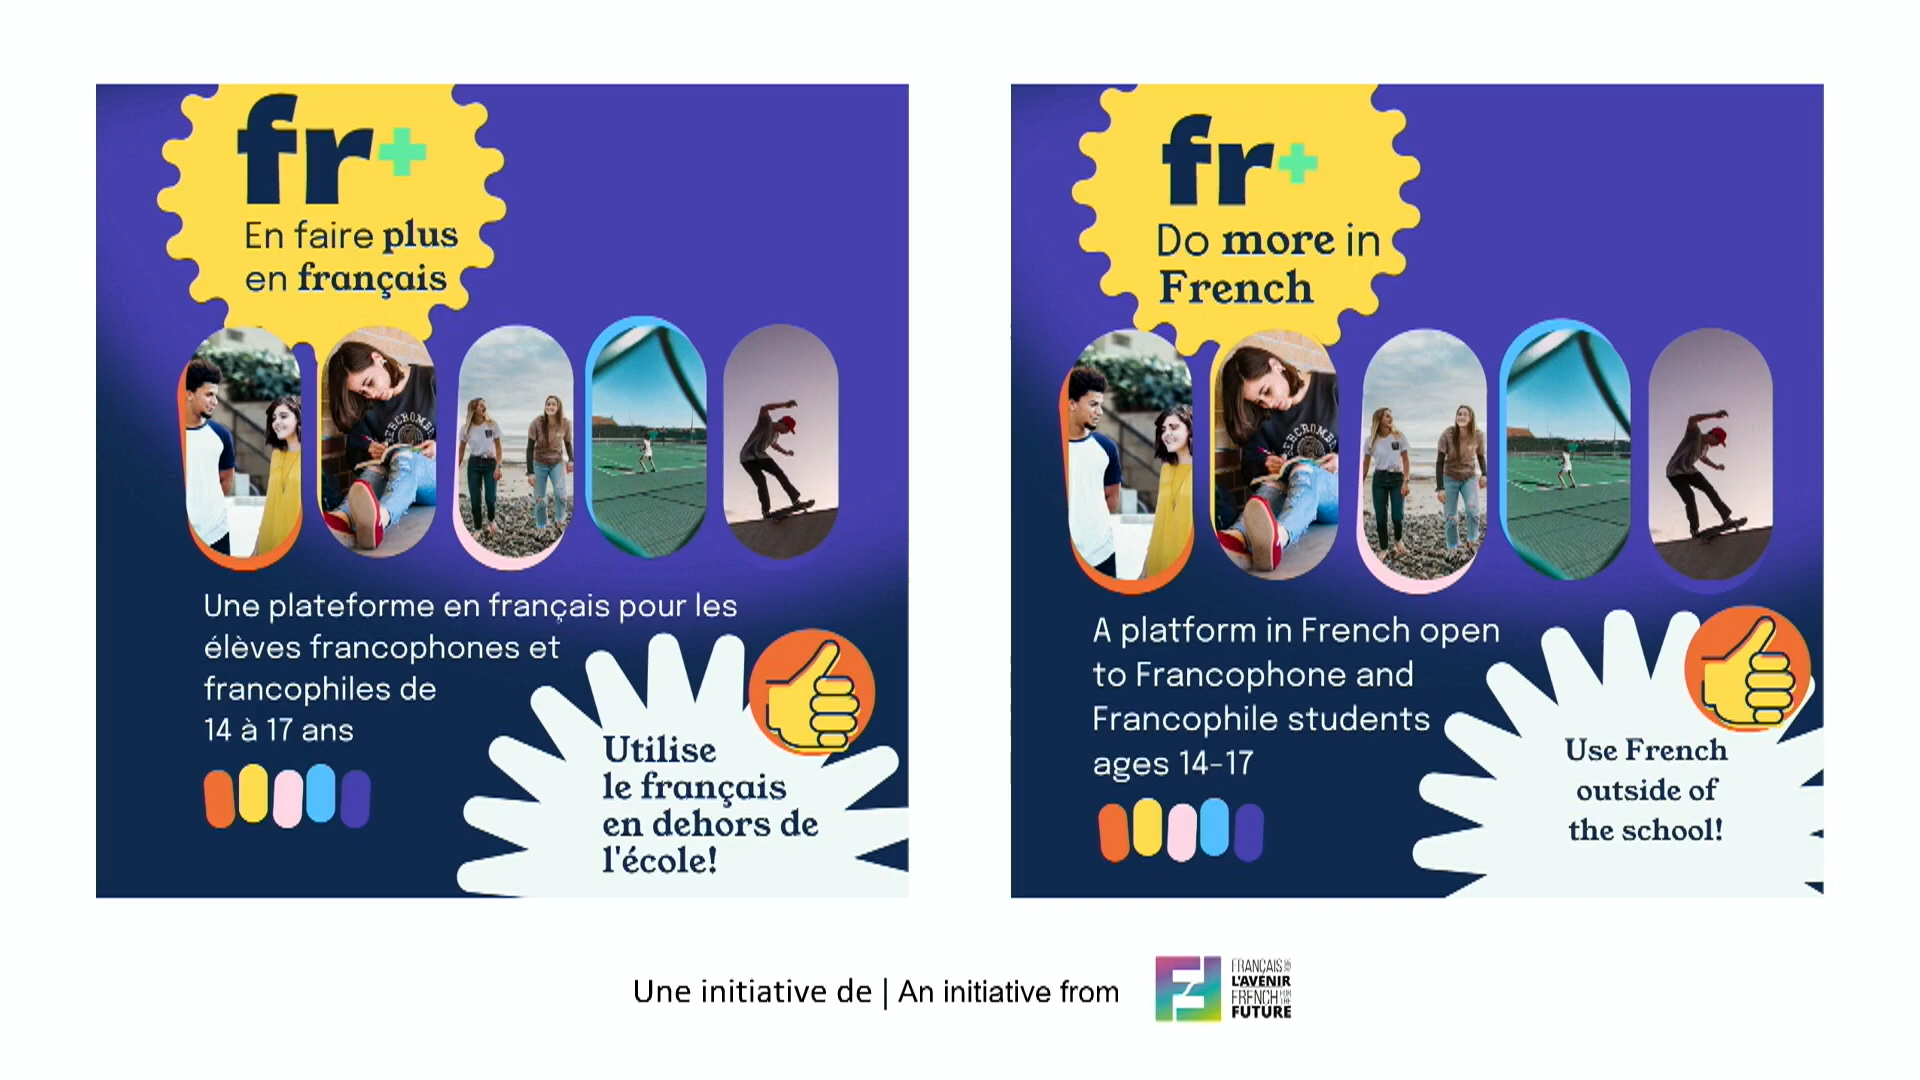 fr+
En faire plus
en français
Une plateforme en français pour les
élèves francophones et
francophiles de
14 à 17 ans
Utilise
le français
en dehors de
l'école!
fr+
Do more in
French
A platform in French open
to Francophone and
Francophile students
ages 14-17
Use French
outside of
the school!
Une initiative de | An initiative from
FRANÇAIS
L'AVENIR
FRENCH FOR THE
FUTURE